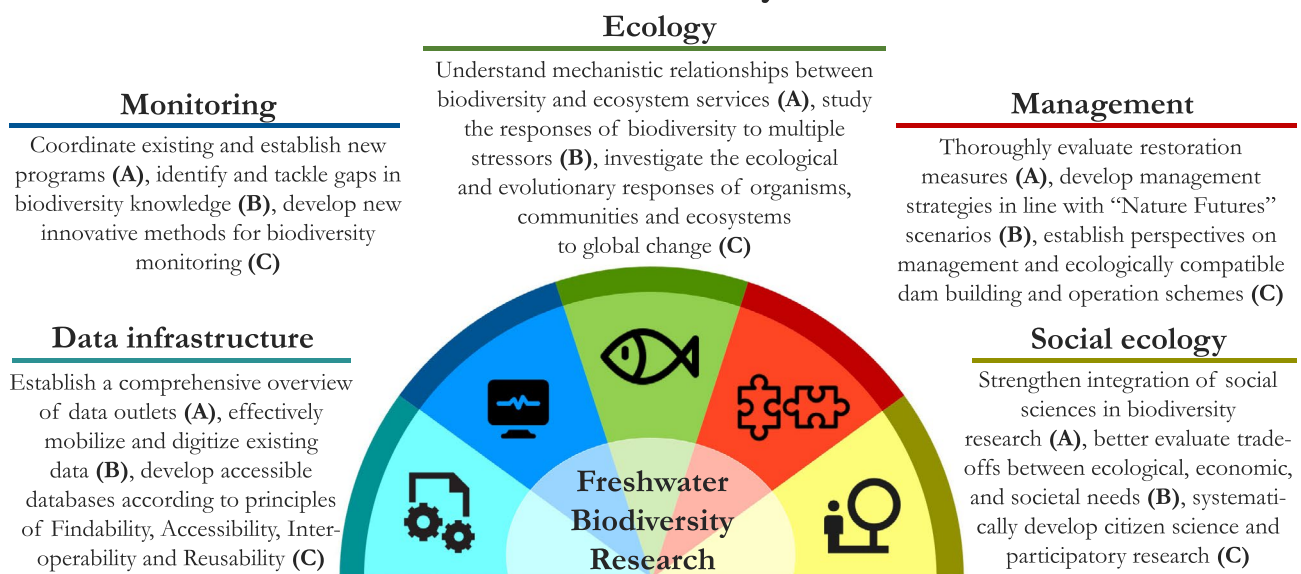 Ecology
Understand mechanistic relationships between
biodiversity and ecosystem services (A), study
the responses of biodiversity to multiple
stressors (B), investigate the ecological
and evolutionary responses of organisms,
communities and ecosystems
to global change (C)
Monitoring
Coordinate existing and establish new
programs (A), identify and tackle gaps in
biodiversity knowledge (B), develop new
innovative methods for biodiversity
monitoring (C)
Management
Thoroughly evaluate restoration
measures (A), develop management
strategies in line with “Nature Futures”
scenarios (B), establish perspectives on
management and ecologically compatible
dam building and operation schemes (C)
Data infrastructure
Establish a comprehensive overview
of data outlets (A), effectively
mobilize and digitize existing
data (B), develop accessible
databases according to principles
of Findability, Accessibility, Inter-
operability and Reusability (C)
Social ecology
Strengthen integration of social
sciences in biodiversity
research (A), better evaluate trade-
offs between ecological, economic,
and societal needs (B), systemati-
cally develop citizen science and
participatory research (C)
Freshwater
Biodiversity
Research